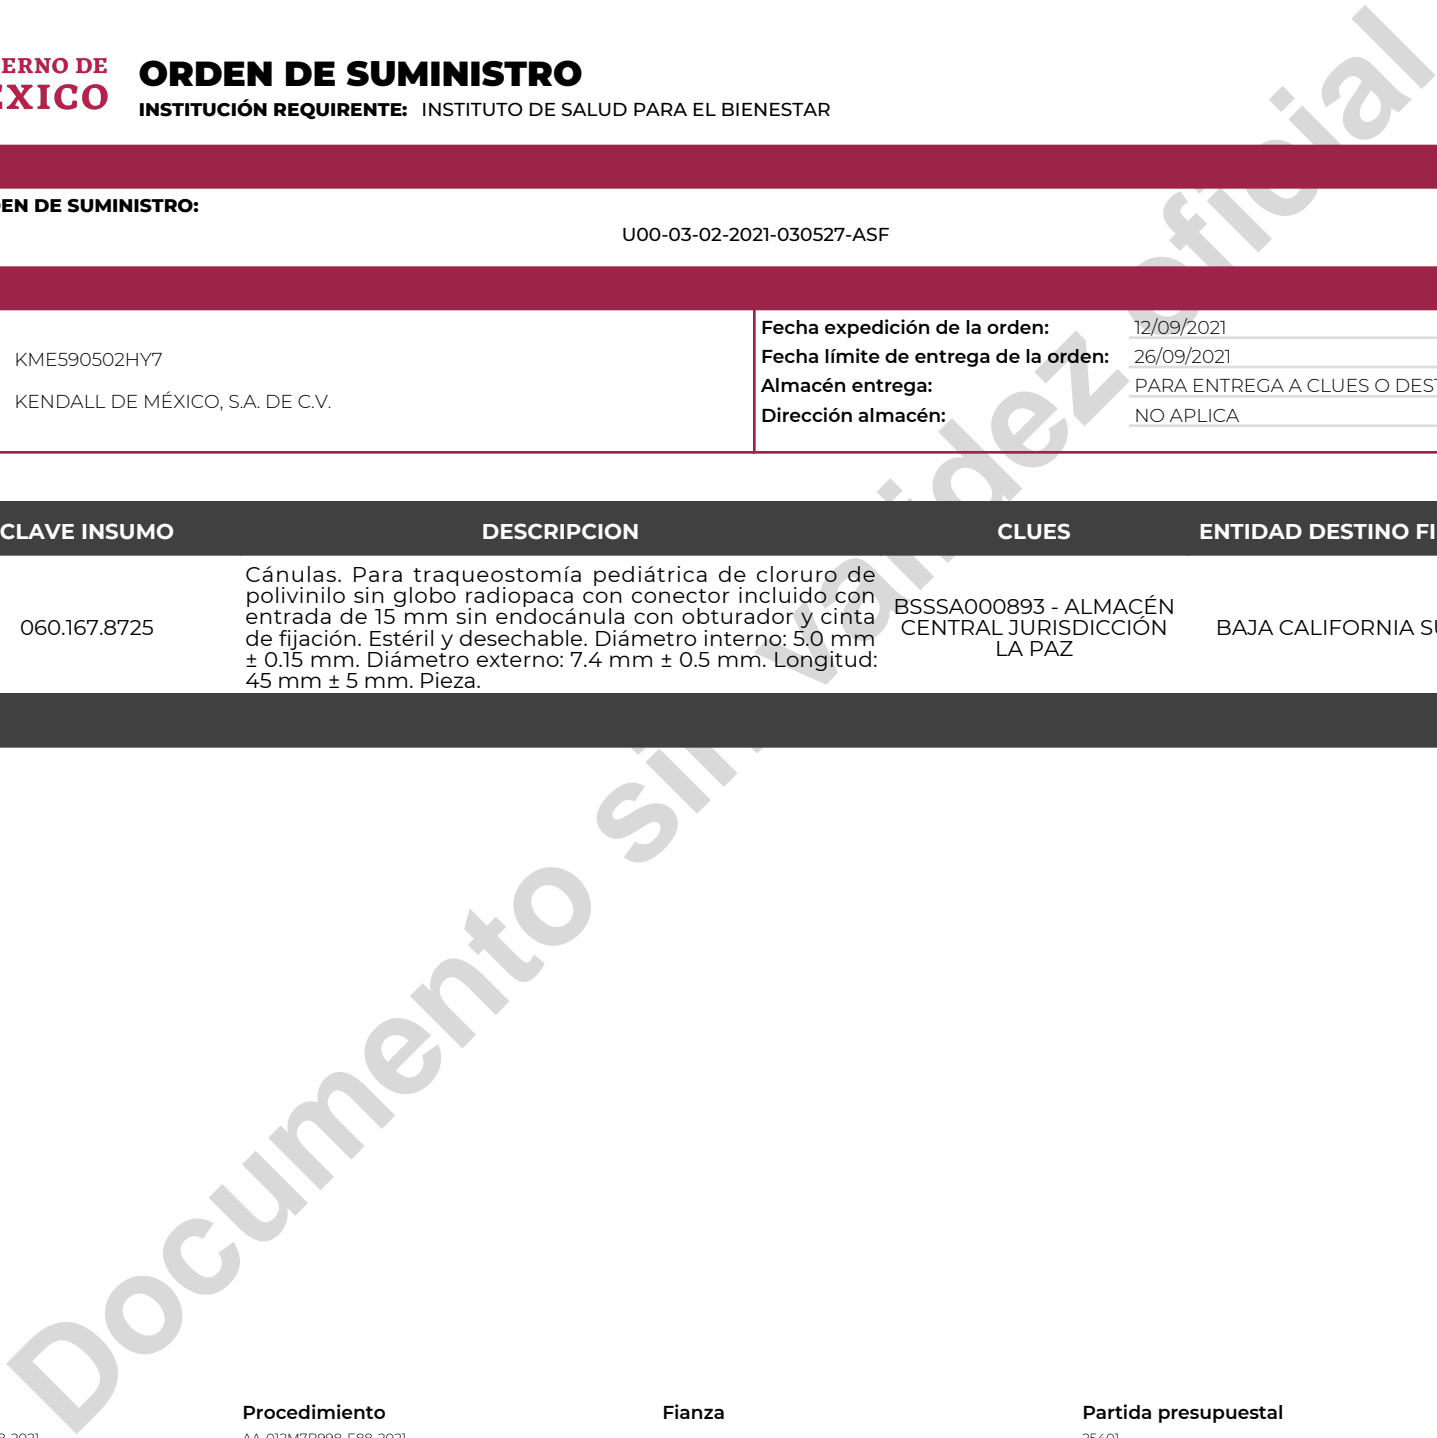 ERNO DE
ÉXICO
ORDEN DE SUMINISTRO
INSTITUCIÓN REQUIRENTE: INSTITUTO DE SALUD PARA EL BIENESTAR
EN DE SUMINISTRO:
U00-03-02-2021-030527-ASF
KME590502HY7
KENDALL DE MÉXICO, S.A. DE C.V.
Fecha expedición de la orden: 12/09/2021
Fecha límite de entrega de la orden: 26/09/2021
Almacén entrega: PARA ENTREGA A CLUES O DEST
Dirección almacén: NO APLICA
CLAVE INSUMO DESCRIPCION CLUES ENTIDAD DESTINO FI
060.167.8725
Cánulas. Para traqueostomía pediátrica de cloruro de
polivinilo sin globo radiopaca con conector incluido con
entrada de 15 mm sin endocánula con obturador y cinta
de fijación. Estéril y desechable. Diámetro interno: 5.0 mm
± 0.15 mm. Diámetro externo: 7.4 mm ± 0.5 mm. Longitud:
45 mm ± 5 mm. Pieza.
BSSSA000893 - ALMACÉN
CENTRAL JURISDICCIÓN
LA PAZ
BAJA CALIFORNIA SU
Documento sin validez oficial
Procedimiento Fianza Partida presupuestal